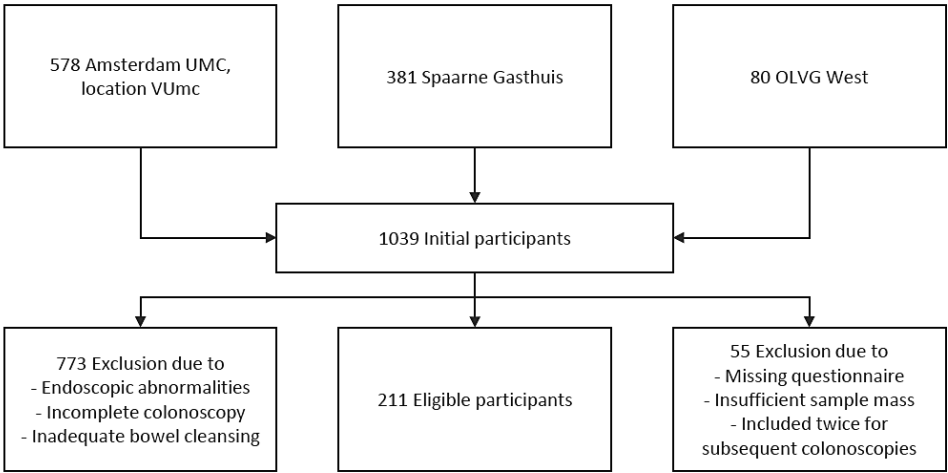 578 Amsterdam UMC,
location VUmc
381 Spaarne Gasthuis
80 OLVG West
1039 Initial participants
773 Exclusion due to
- Endoscopic abnormalities
- Incomplete colonoscopy
- Inadequate bowel cleansing
211 Eligible participants
55 Exclusion due to
- Missing questionnaire
- Insufficient sample mass
- Included twice for
subsequent colonoscopies